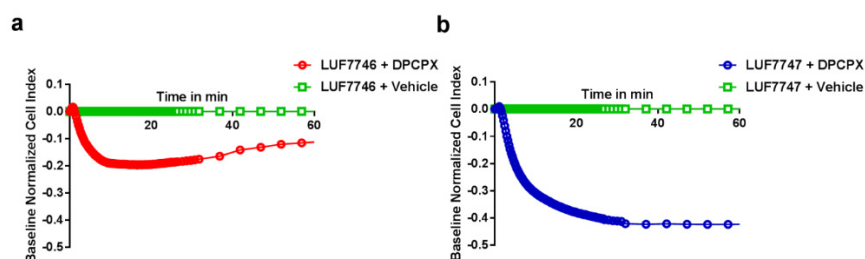 a
LUF7746 + DPCPX
LUF7746 + Vehicle
Baseline Normalized Cell Index
Time in min
0.1
0.0
-0.1
-0.2
-0.3
-0.4
-0.5
20
40
60
b
LUF7747 + DPCPX
LUF7747 + Vehicle
Baseline Normalized Cell Index
Time in min
0.1
0.0
-0.1
-0.2
-0.3
-0.4
-0.5
20
40
60